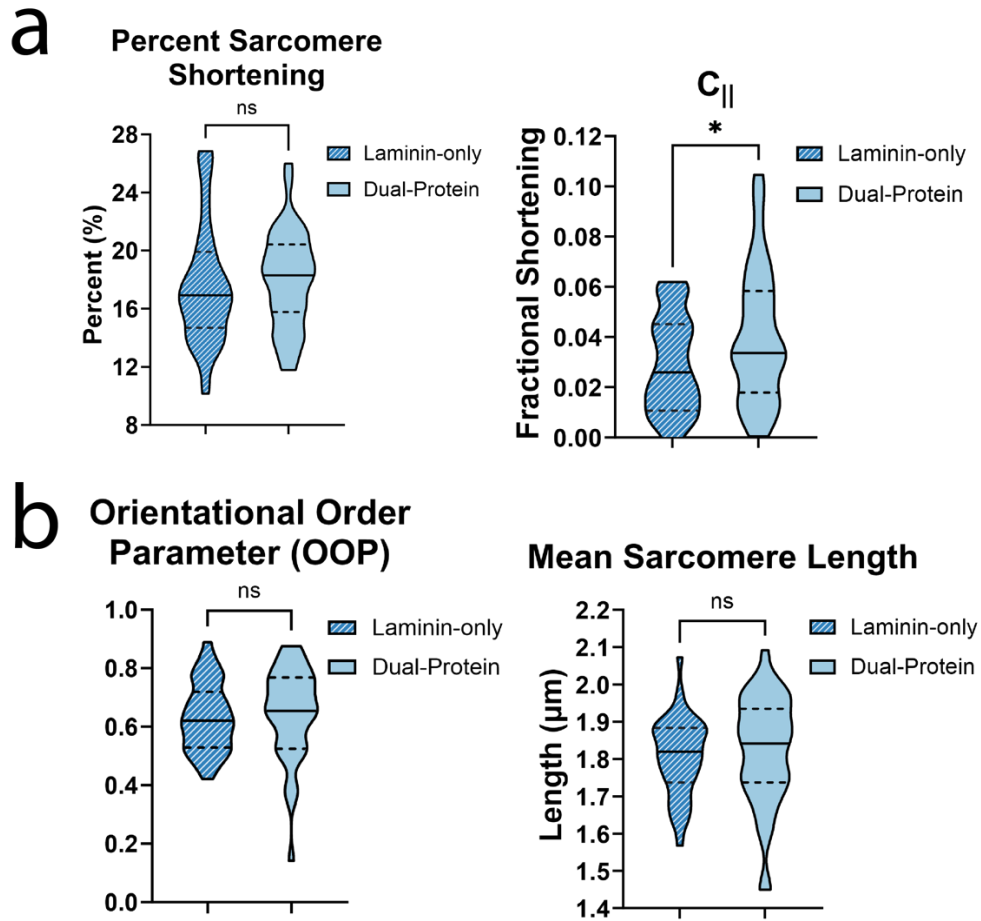 a
Percent Sarcomere
Shortening
ns
Laminin-only
Dual-Protein
Percent (%)
28
24
20
16
12
8
C||
*
Laminin-only
Dual-Protein
Fractional Shortening
0.12
0.10
0.08
0.06
0.04
0.02
0.00
b
Orientational Order
Parameter (OOP)
ns
Laminin-only
Dual-Protein
1.0
0.8
0.6
0.4
0.2
0.0
Mean Sarcomere Length
ns
Laminin-only
Dual-Protein
Length (µm)
2.2
2.1
2.0
1.9
1.8
1.7
1.6
1.5
1.4